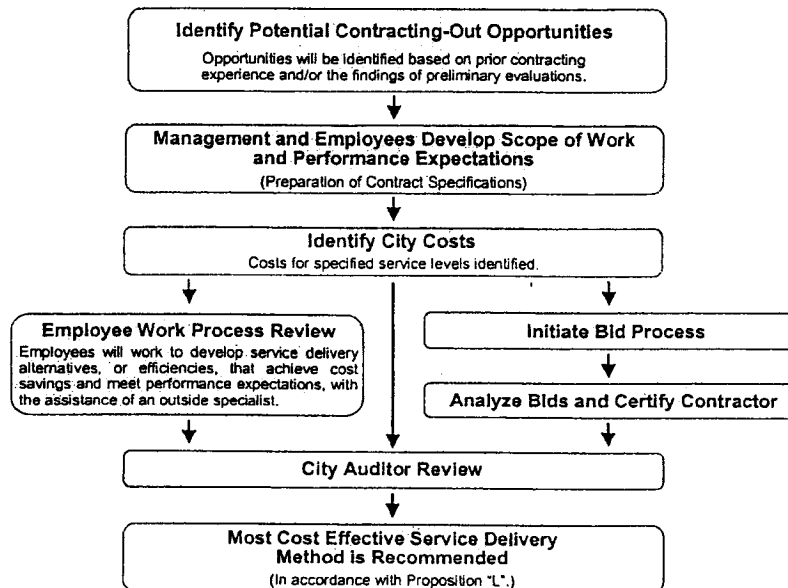 Identify Potential Contracting-Out Opportunities
Opportunities will be identified based on prior contracting
experience and/or the findings of preliminary evaluations.
Management and Employees Develop Scope of Work
and Performance Expectations
(Preparation of Contract Specifications)
Identify City Costs
Costs for specified service levels identified.
Employee Work Process Review
Employees will work to develop service delivery
alternatives, or efficiencies, that achieve cost
savings and meet performance expectations, with
the assistance of an outside specialist.
Initiate Bid Process
Analyze Bids and Certify Contractor
City Auditor Review
Most Cost Effective Service Delivery
Method is Recommended
(In accordance with Proposition "L".)